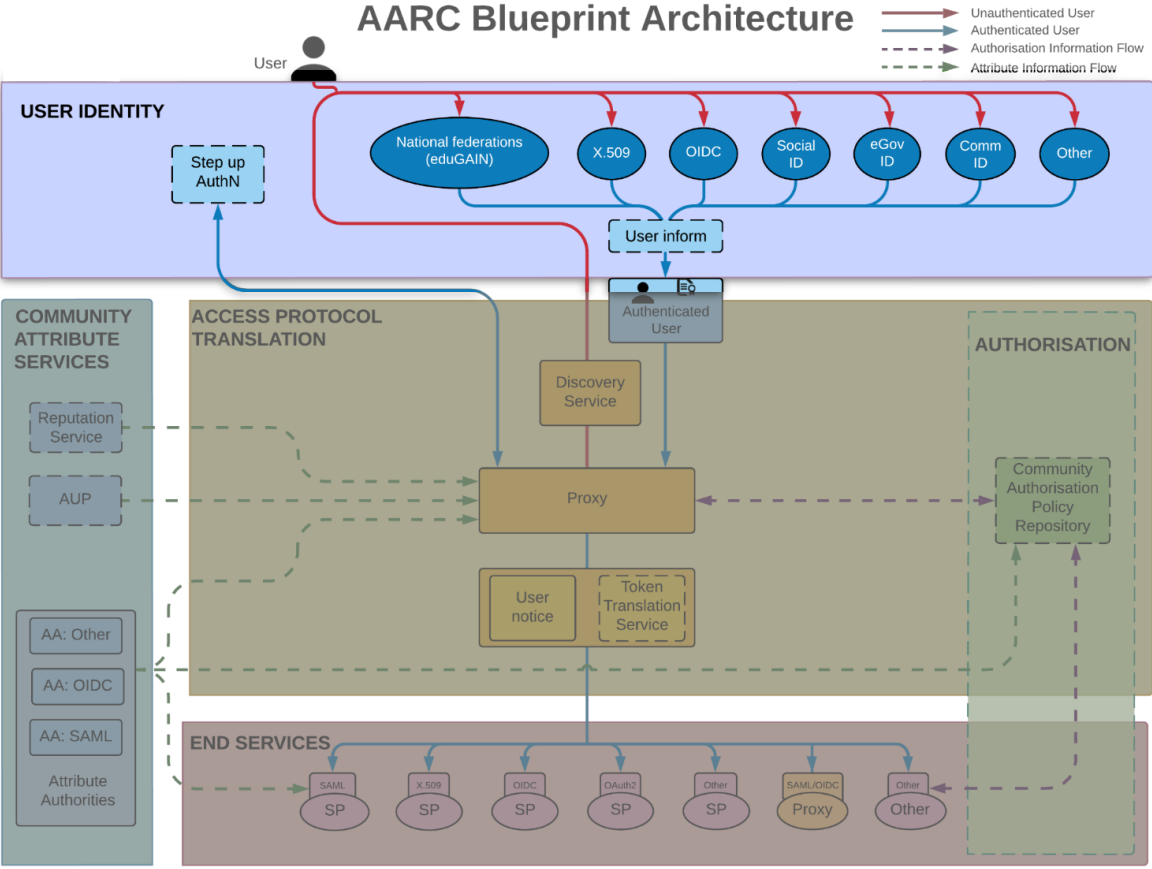 AARC Blueprint Architecture
Unauthenticated User
Authenticated User
Authorisation Information Flow
Attribute Information Flow
User
USER IDENTITY
Step up
AuthN
National federations
(eduGAIN)
X.509
OIDC
Social
ID
eGov
ID
Comm
ID
Other
User inform
Authenticated
User
COMMUNITY
ATTRIBUTE
SERVICES
ACCESS PROTOCOL
TRANSLATION
AUTHORISATION
Discovery
Service
Reputation
Service
AUP
Proxy
Community
Authorisation
Policy
Repository
User
notice
Token
Translation
Service
AA: Other
AA: OIDC
AA: SAML
Attribute
Authorities
END SERVICES
SAML
SP
X.509
SP
OIDC
SP
OAuth2
SP
Other
SP
SAML/OIDC
Proxy
Other
Other